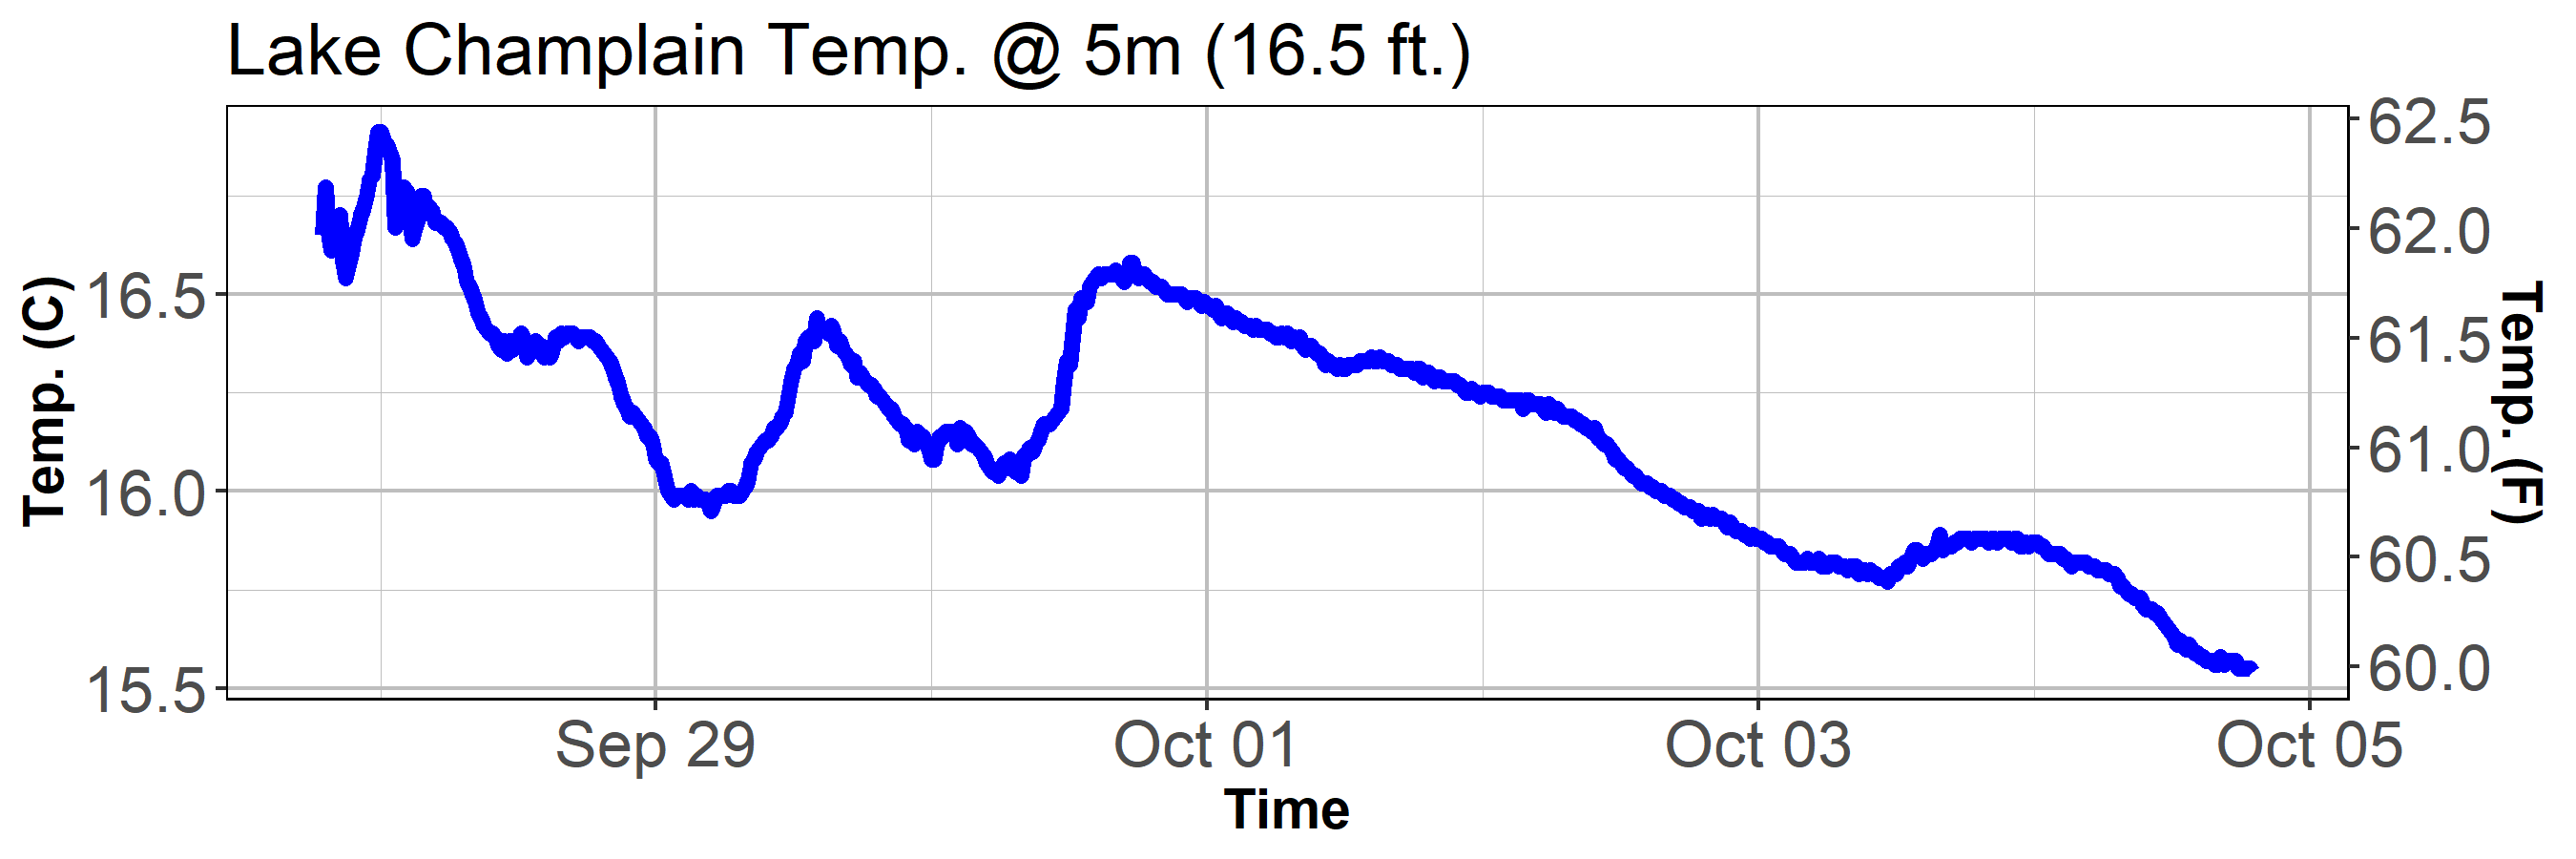 Lake Champlain Temp. @ 5m (16.5 ft.)
Temp. (C)
16.5
16.0
15.5
62.5
62.0
61.5
61.0
60.5
60.0
Temp. (F)
Sep 29
Oct 01
Oct 03
Oct 05
Time